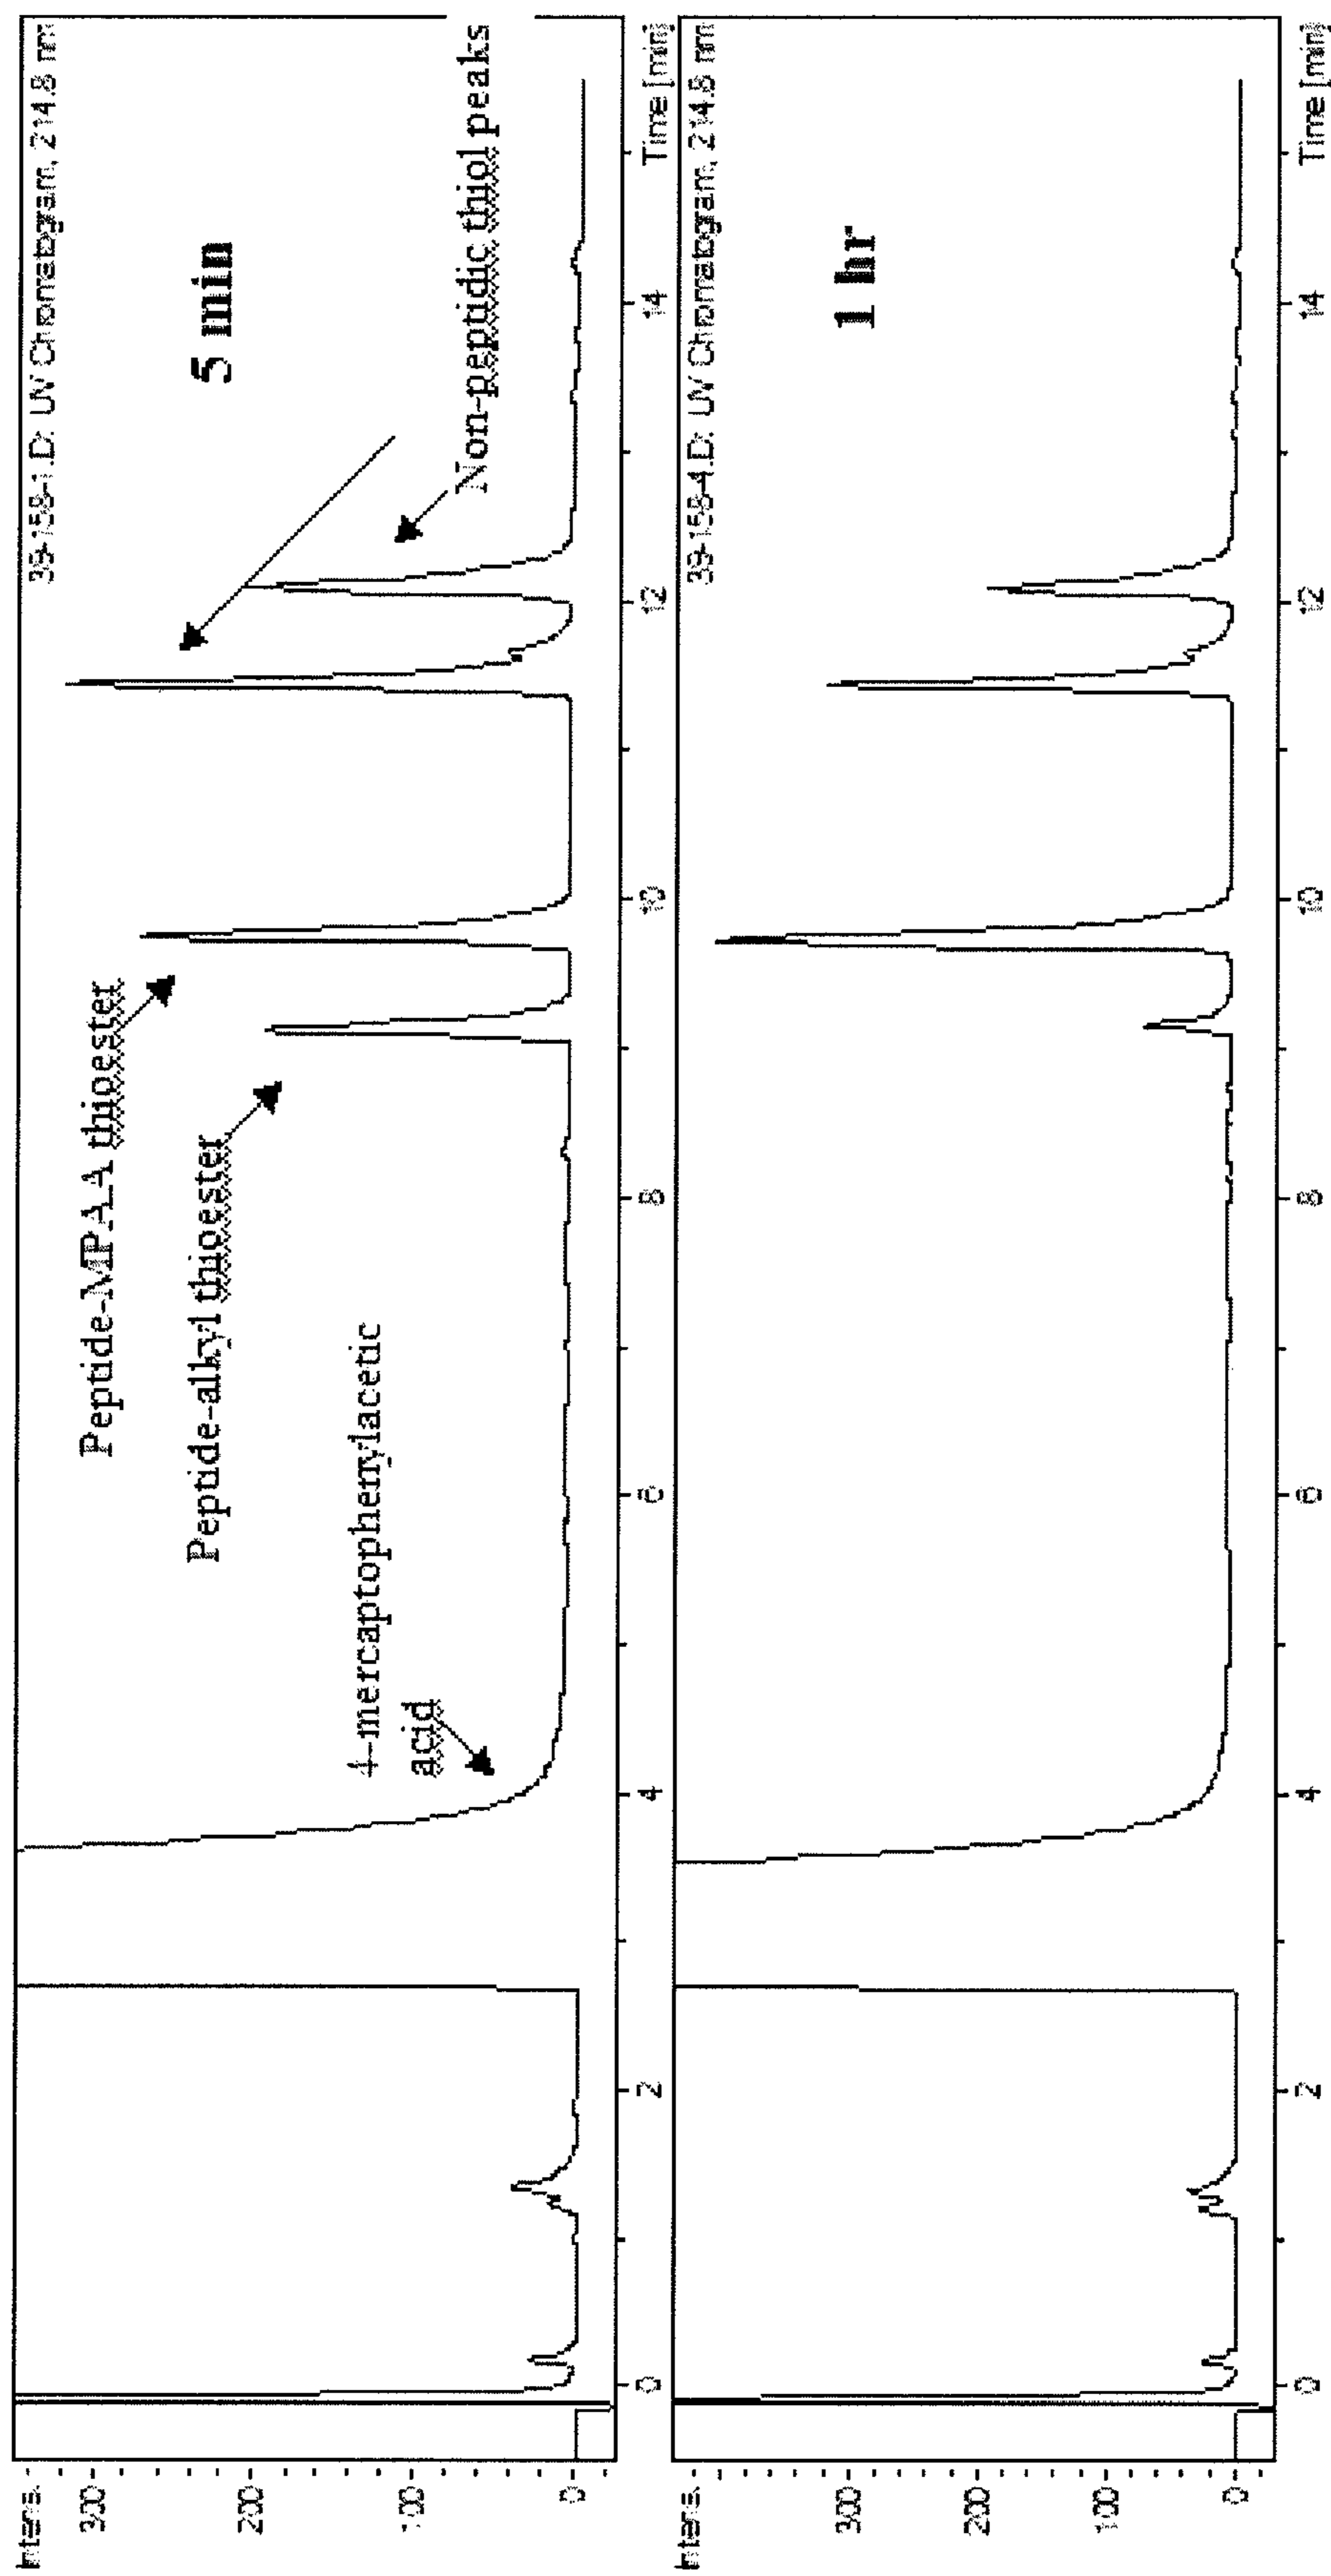 Intens.
39-158-1.D: UV Chromatogram, 214.8 nm
300
200
100
0
5 min
Peptide-MPAA thioester
Peptide-alkyl thioester
4-mercaptophenylacetic
acid
Non-peptidic thiol peaks
0
2
4
6
8
10
12
14
Time [min]
Intens.
39-158-4.D: UV Chromatogram, 214.8 nm
300
200
100
0
1 hr
0
2
4
6
8
10
12
14
Time [min]